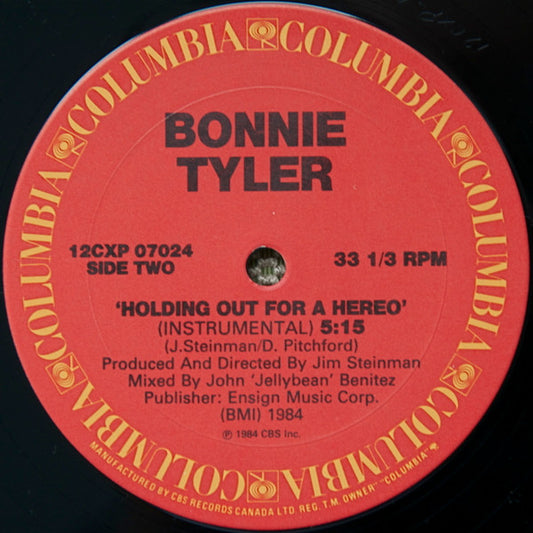 COLUMBIA COLUMBIA COLUMBIA COLUMBIA COLUMBIA COLUMBIA
BONNIE
TYLER
12CXP 07024
SIDE TWO
33 1/3 RPM
'HOLDING OUT FOR A HEREO'
(INSTRUMENTAL) 5:15
(J.Steinman/D. Pitchford)
Produced And Directed By Jim Steinman
Mixed By John 'Jellybean' Benitez
Publisher: Ensign Music Corp.
(BMI) 1984
℗ 1984 CBS Inc.
MANUFACTURED BY CBS RECORDS CANADA LTD. REG. T.M. OWNER "COLUMBIA"